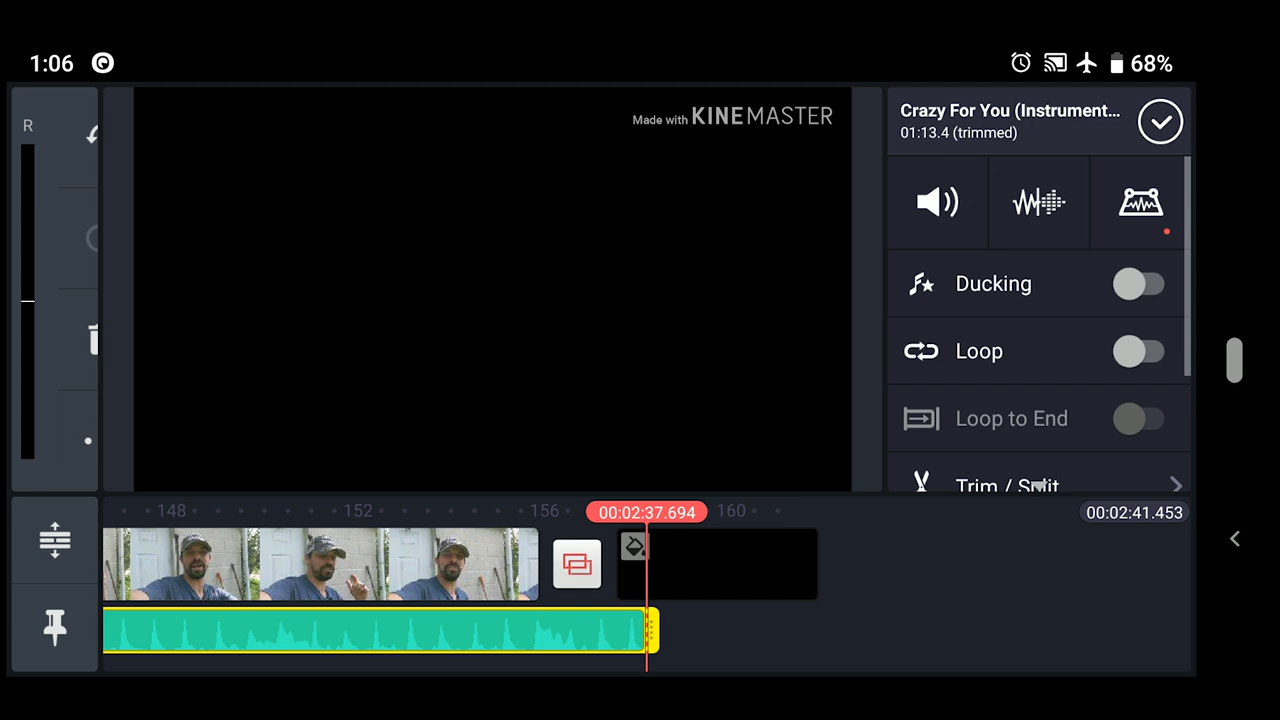 1:06
68%
R
Made with KINEMASTER
Crazy For You (Instrument...
01:13.4 (trimmed)
Ducking
Loop
Loop to End
Trim / Split
148
152
156
00:02:37.694
160
00:02:41.453